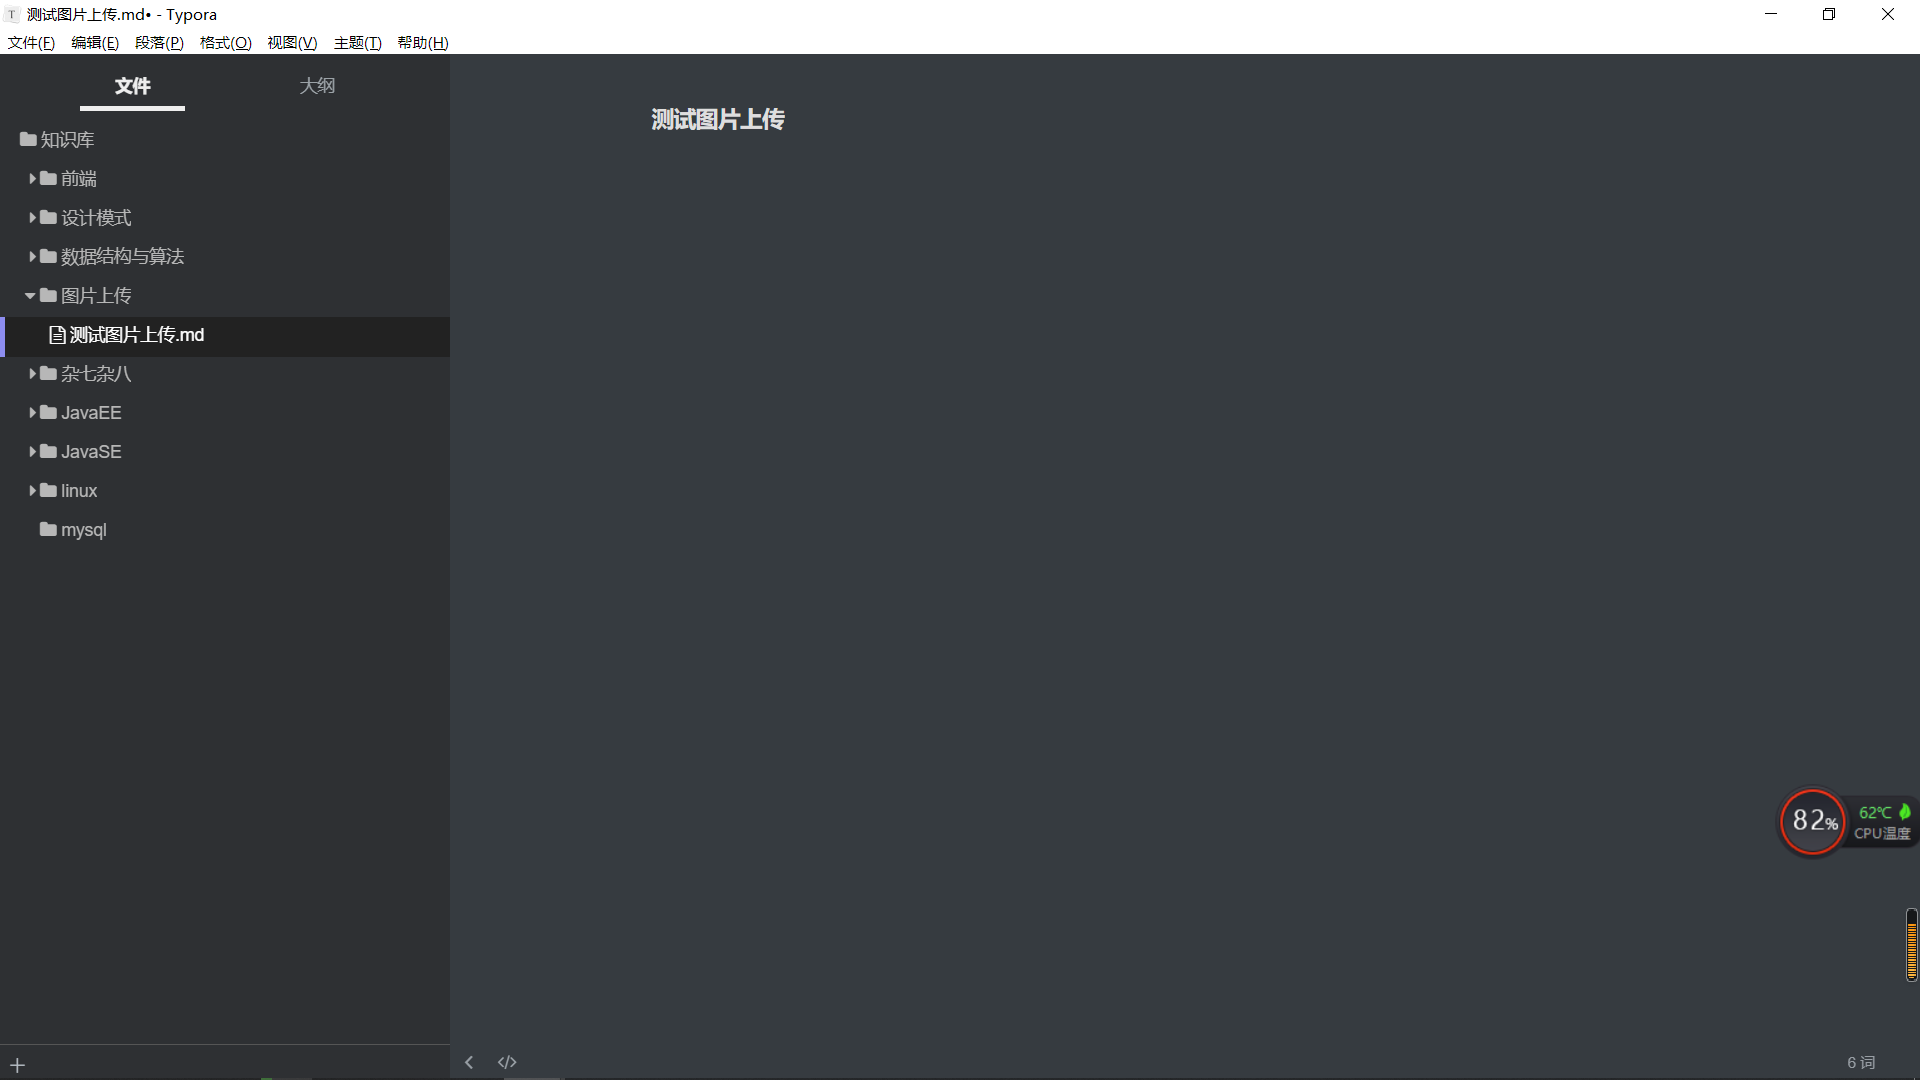 T 测试图片上传.md• - Typora
文件(F) 编辑(E) 段落(P) 格式(O) 视图(V) 主题(T) 帮助(H)
文件 大纲
测试图片上传
知识库
前端
设计模式
数据结构与算法
图片上传
测试图片上传.md
杂七杂八
JavaEE
JavaSE
linux
mysql
82% 62℃
CPU温度
6 词